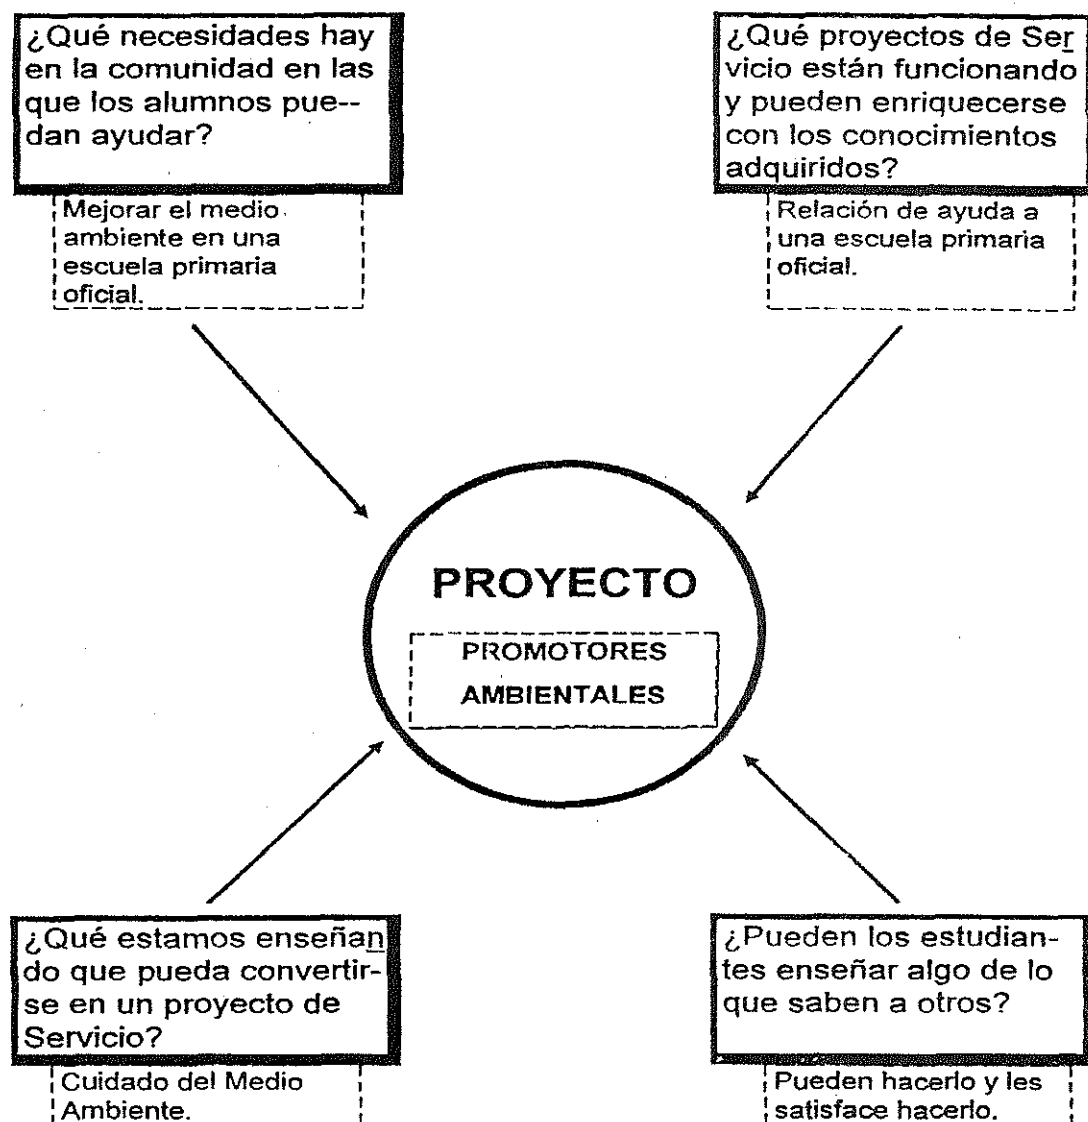 ¿Qué necesidades hay
en la comunidad en las
que los alumnos pue--
dan ayudar?
Mejorar el medio
ambiente en una
escuela primaria
oficial.
¿Qué proyectos de Ser
vicio están funcionando
y pueden enriquecerse
con los conocimientos
adquiridos?
Relación de ayuda a
una escuela primaria
oficial.
PROYECTO
PROMOTORES
AMBIENTALES
¿Qué estamos enseñan
do que pueda convertir-
se en un proyecto de
Servicio?
Cuidado del Medio
Ambiente.
¿Pueden los estudian-
tes enseñar algo de lo
que saben a otros?
Pueden hacerlo y les
satisface hacerlo.